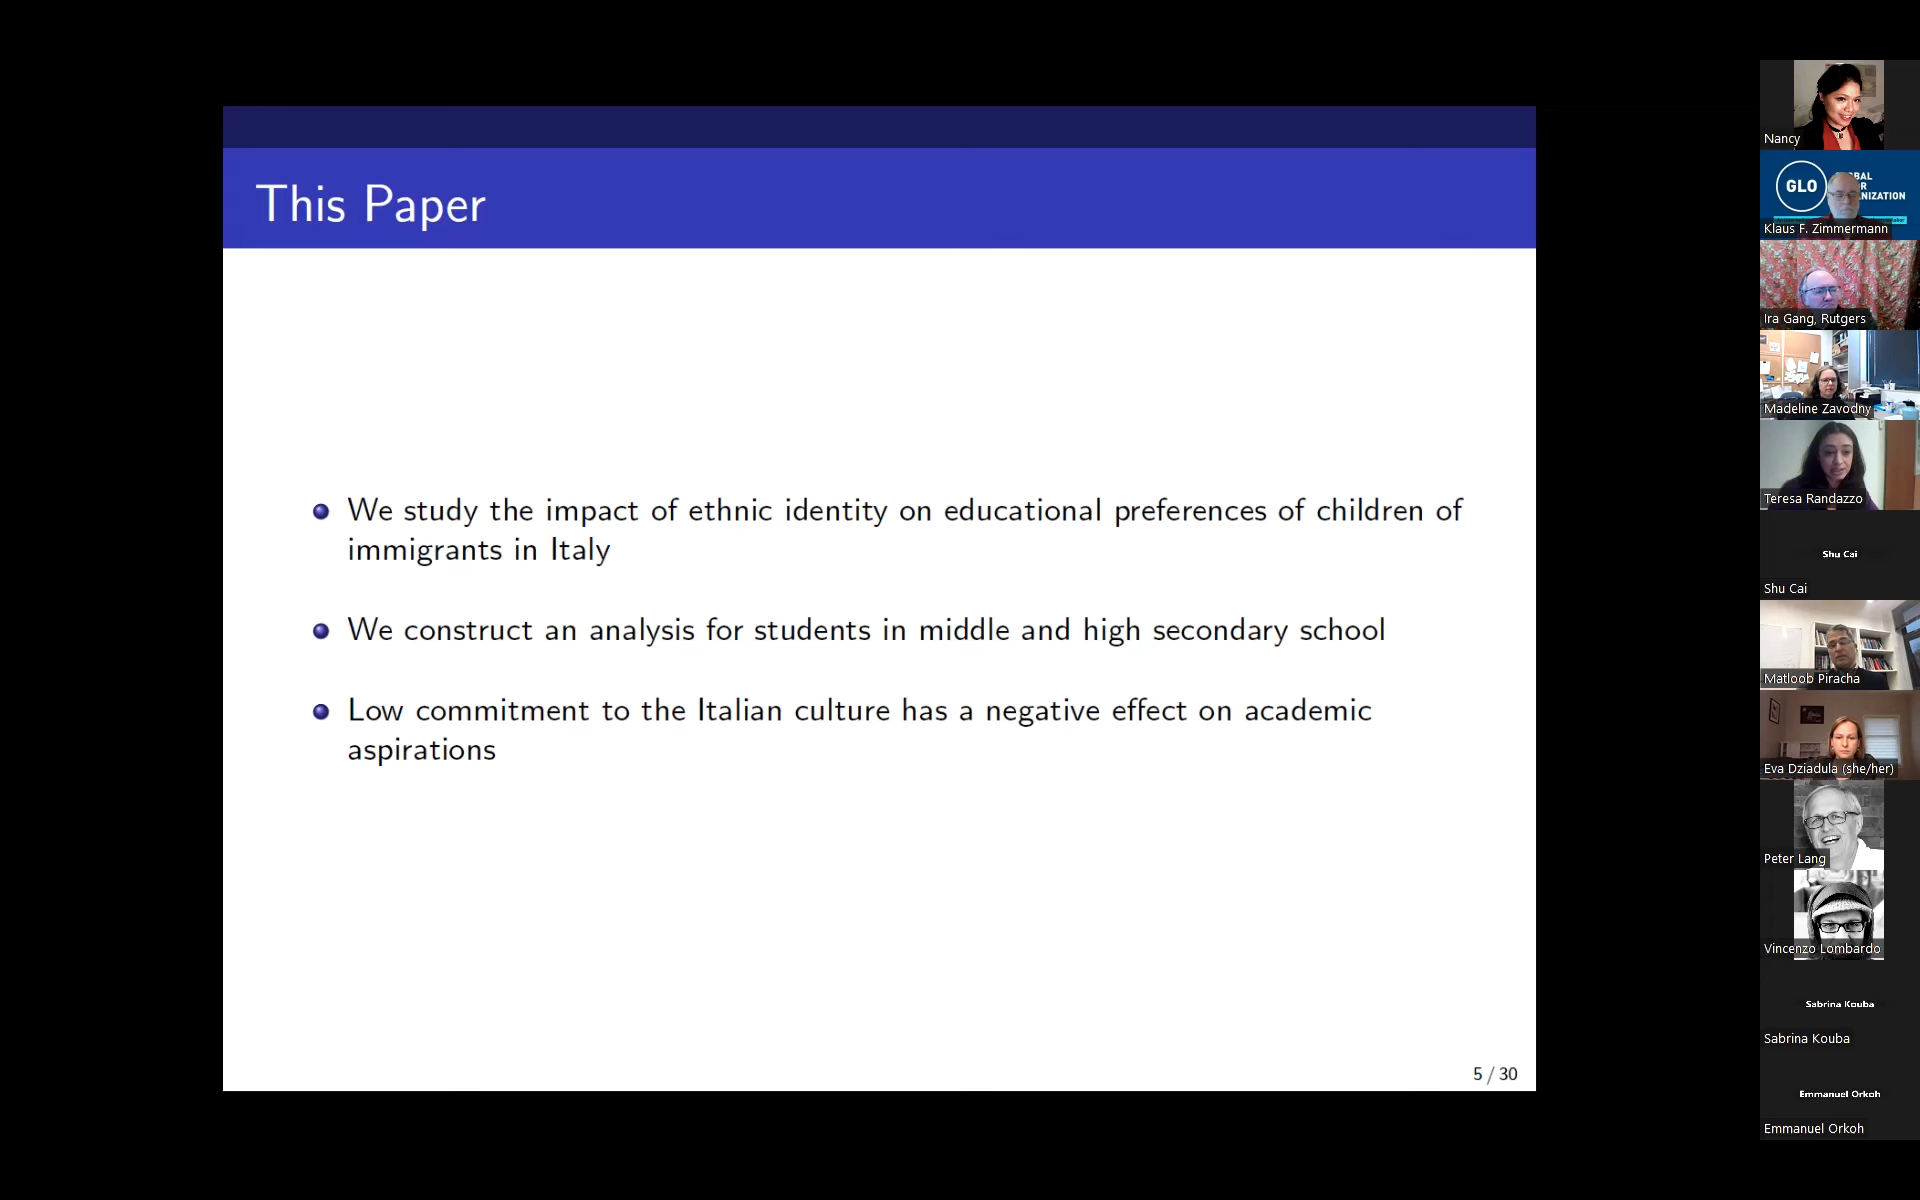 This Paper
We study the impact of ethnic identity on educational preferences of children of
immigrants in Italy
We construct an analysis for students in middle and high secondary school
Low commitment to the Italian culture has a negative effect on academic
aspirations
5 / 30
Nancy
GLO
Klaus F. Zimmermann
Ira Gang, Rutgers
Madeline Zavodny
Teresa Randazzo
Shu Cai
Shu Cai
Matloob Piracha
Eva Dziadula (she/her)
Peter Lang
Vincenzo Lombardo
Sabrina Kouba
Sabrina Kouba
Emmanuel Orkoh
Emmanuel Orkoh